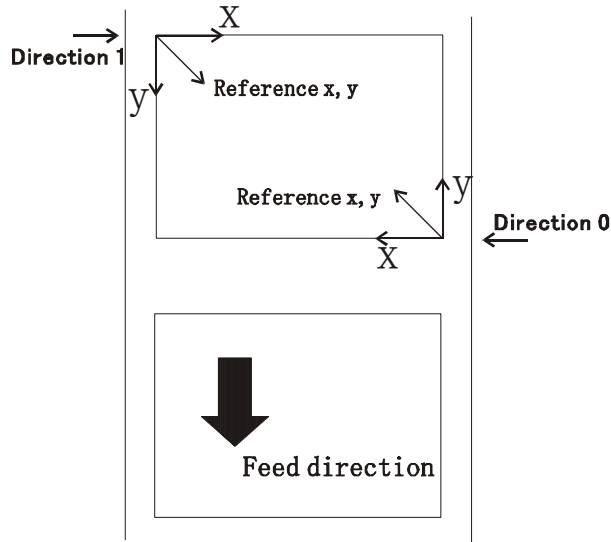 X
Direction 1
y
Reference x, y
Reference x, y
y
Direction 0
X
Feed direction